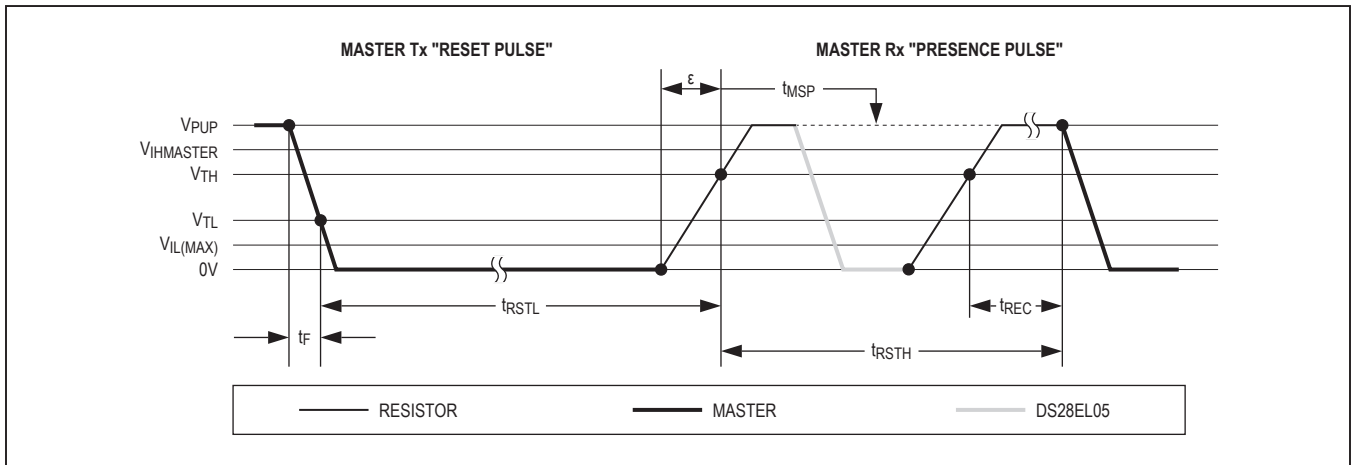 MASTER Tx "RESET PULSE"
MASTER Rx "PRESENCE PULSE"
ε
tMSP
VPUP
VIHMASTER
VTH
VTL
VIL(MAX)
0V
tRSTL
tREC
tF
tRSTH
RESISTOR
MASTER
DS28EL05